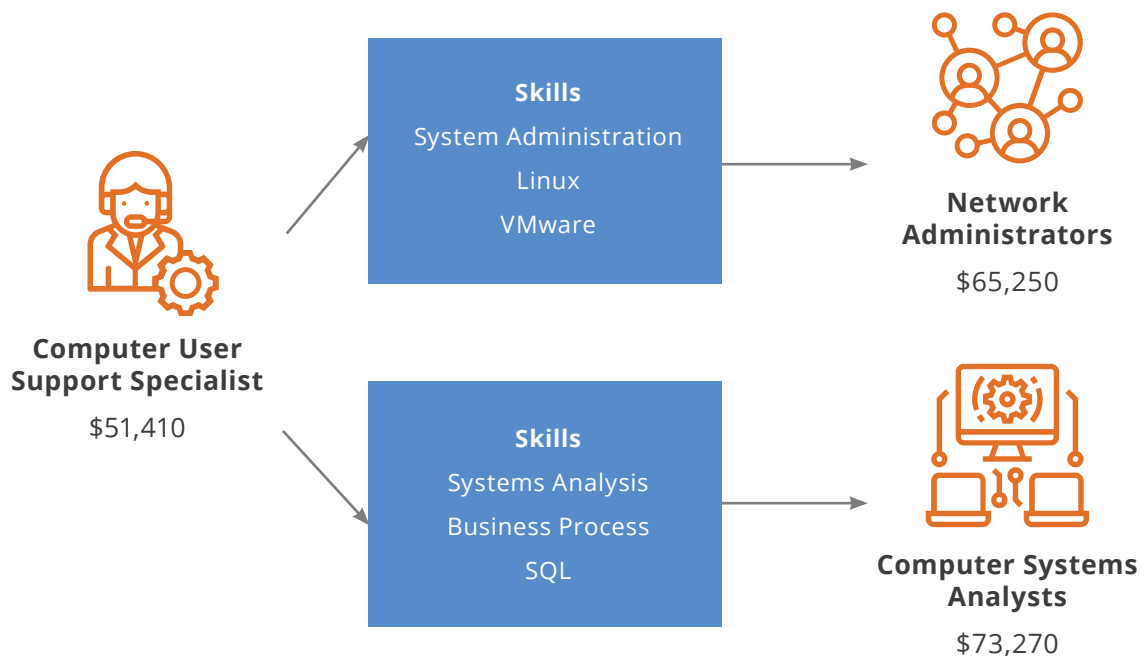 Computer User
Support Specialist
$51,410
Skills
System Administration
Linux
VMware
Network
Administrators
$65,250
Skills
Systems Analysis
Business Process
SQL
Computer Systems
Analysts
$73,270